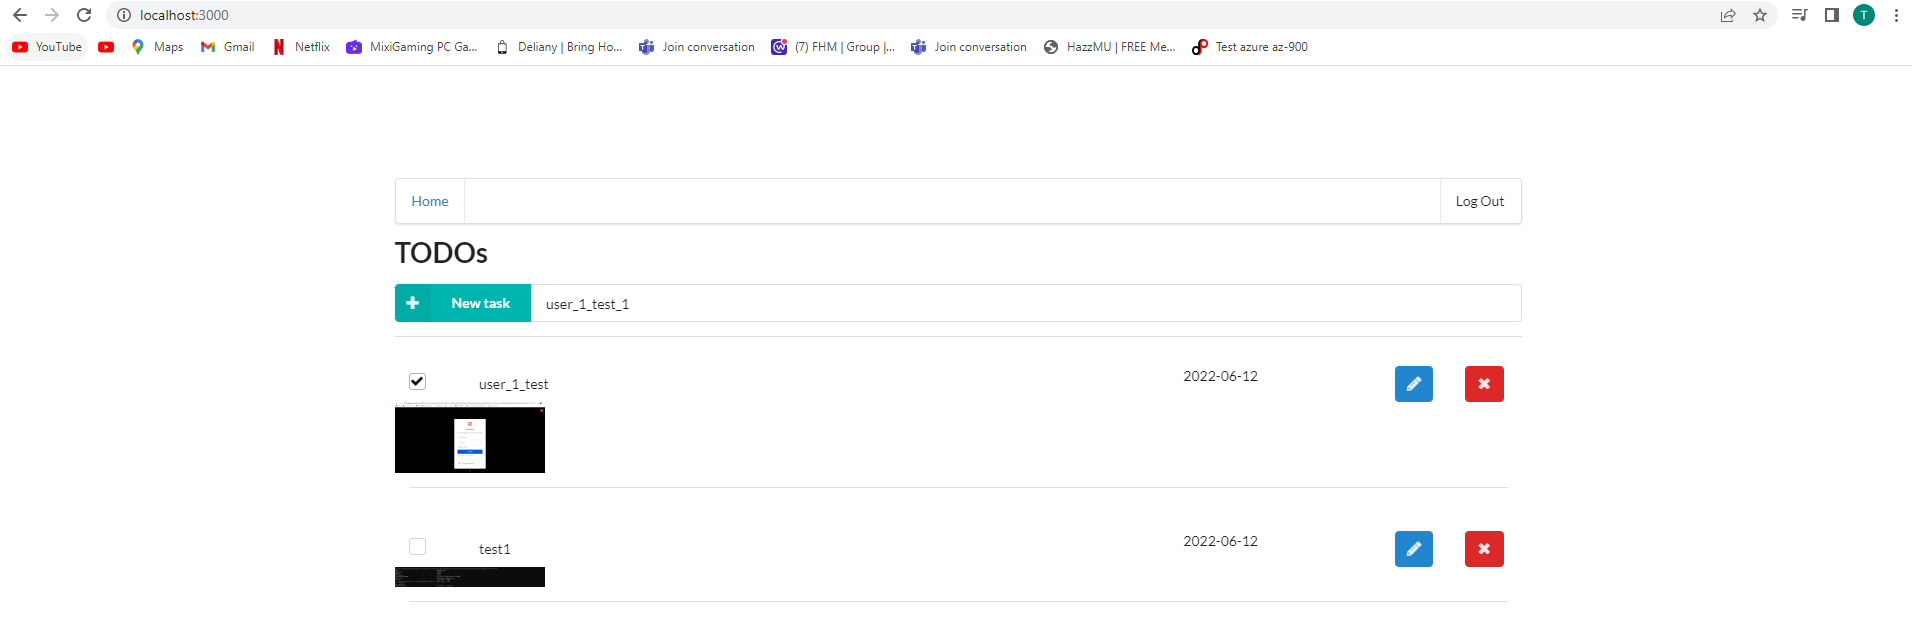 localhost:3000
T
YouTube Maps Gmail Netflix MixiGaming PC Ga... Deliany | Bring Ho... Join conversation (7) FHM | Group |... Join conversation HazzMU | FREE Me... Test azure az-900
Home Log Out
TODOs
New task user_1_test_1
user_1_test 2022-06-12
test1 2022-06-12